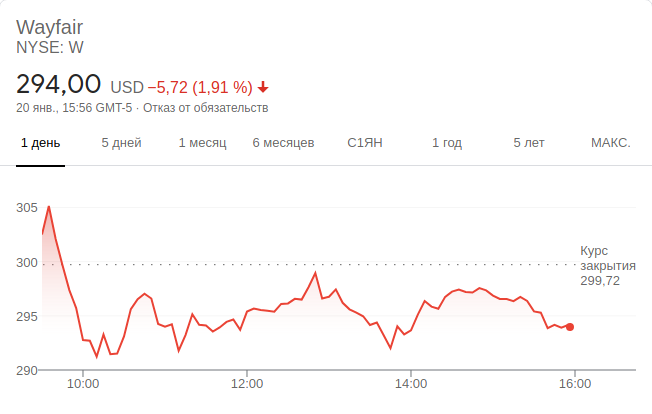 Wayfair
NYSE: W
294,00 USD −5,72 (1,91 %)
20 янв., 15:56 GMT-5 · Отказ от обязательств
1 день 5 дней 1 месяц 6 месяцев С1ЯН 1 год 5 лет МАКС.
305
300
295
290
Курс
закрытия
299,72
10:00 12:00 14:00 16:00